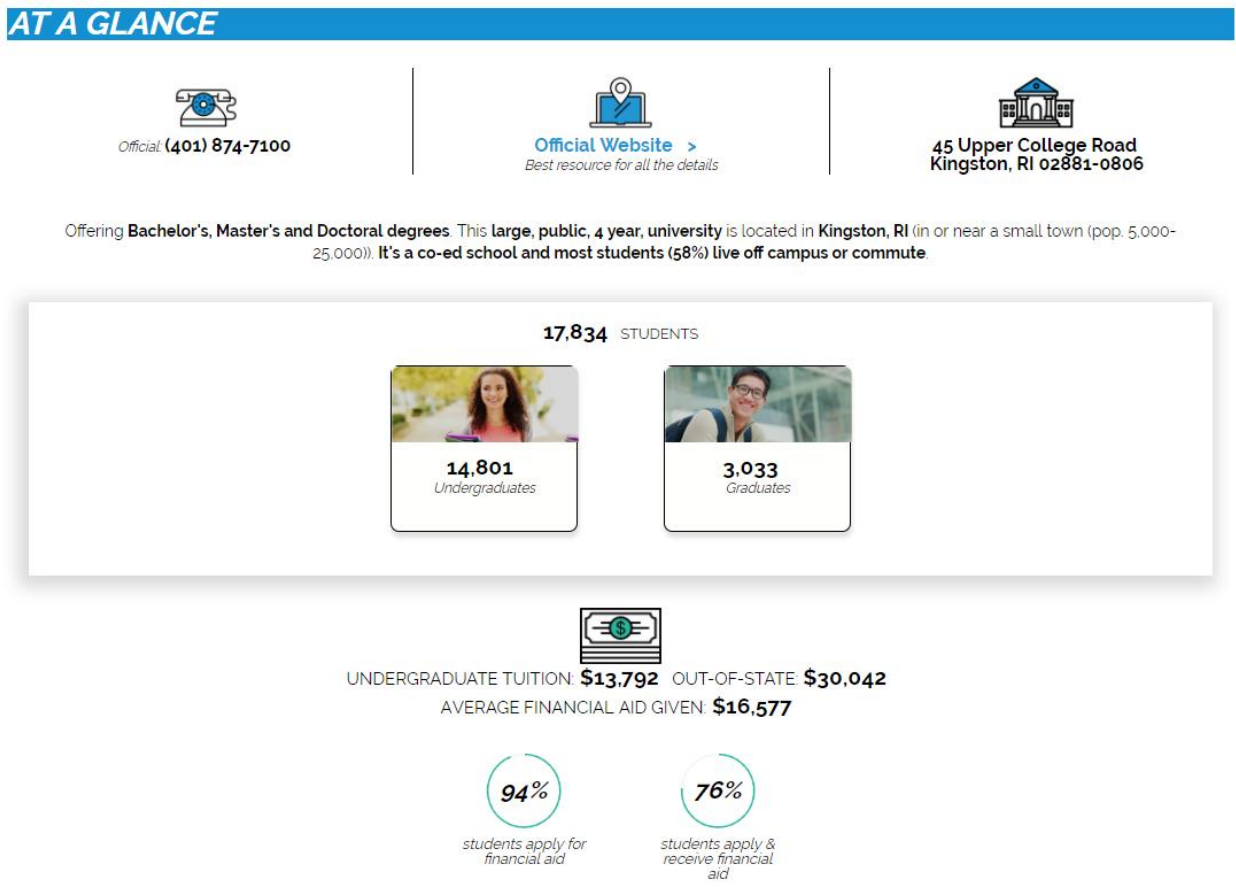 AT A GLANCE
Official: (401) 874-7100
Official Website >
Best resource for all the details
45 Upper College Road
Kingston, RI 02881-0806
Offering Bachelor's, Master's and Doctoral degrees. This large, public, 4 year, university is located in Kingston, RI (in or near a small town (pop. 5,000-
25,000)). It's a co-ed school and most students (58%) live off campus or commute.
17,834 STUDENTS
14,801
Undergraduates
3,033
Graduates
$
UNDERGRADUATE TUITION: $13,792 OUT-OF-STATE: $30,042
AVERAGE FINANCIAL AID GIVEN: $16,577
94%
students apply for
financial aid
76%
students apply &
receive financial
aid